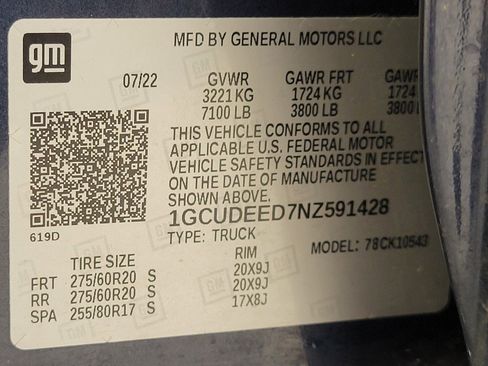 gm
MFD BY GENERAL MOTORS LLC
07/22 GVWR GAWR FRT GAWR
3221 KG 1724 KG 1724
7100 LB 3800 LB 3800
THIS VEHICLE CONFORMS TO ALL
APPLICABLE U.S. FEDERAL MOTOR
VEHICLE SAFETY STANDARDS IN EFFECT
ON THE DATE OF MANUFACTURE
SHOWN ABOVE.
1GCUDEED7NZ591428
619D
TYPE: TRUCK MODEL: 78CK10543
TIRE SIZE RIM
FRT 275/60R20 S 20X9J
RR 275/60R20 S 20X9J
SPA 255/80R17 S 17X8J